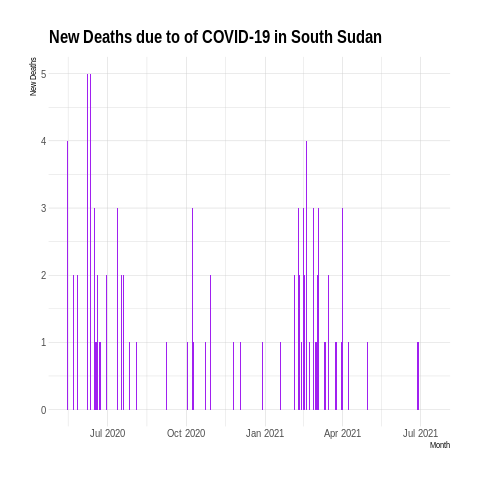 New Deaths due to of COVID-19 in South Sudan
New Deaths
5
4
3
2
1
0
Jul 2020 Oct 2020 Jan 2021 Apr 2021 Jul 2021
Month